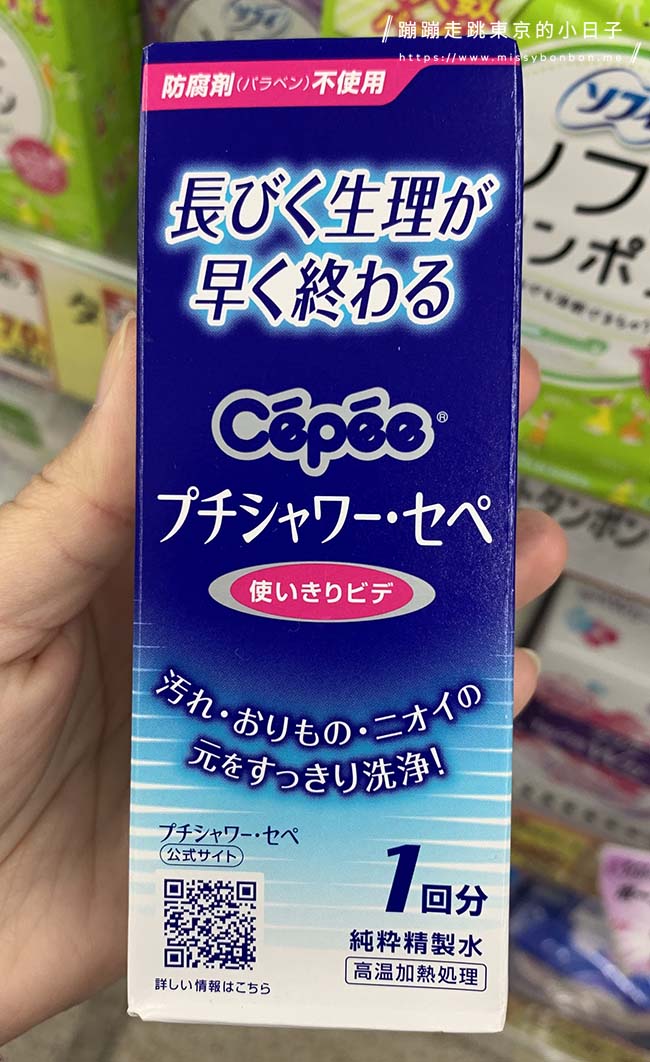 蹦蹦走跳東京的小日子
https://www.missybonbon.me
防腐剤（パラベン）不使用
長びく生理が
早く終わる
Cépée®
プチシャワー・セペ
使いきりビデ
汚れ・おりもの・ニオイの
元をすっきり洗浄！
プチシャワー・セペ
公式サイト
詳しい情報はこちら
1回分
純粋精製水
高温加熱処理
ソフィ